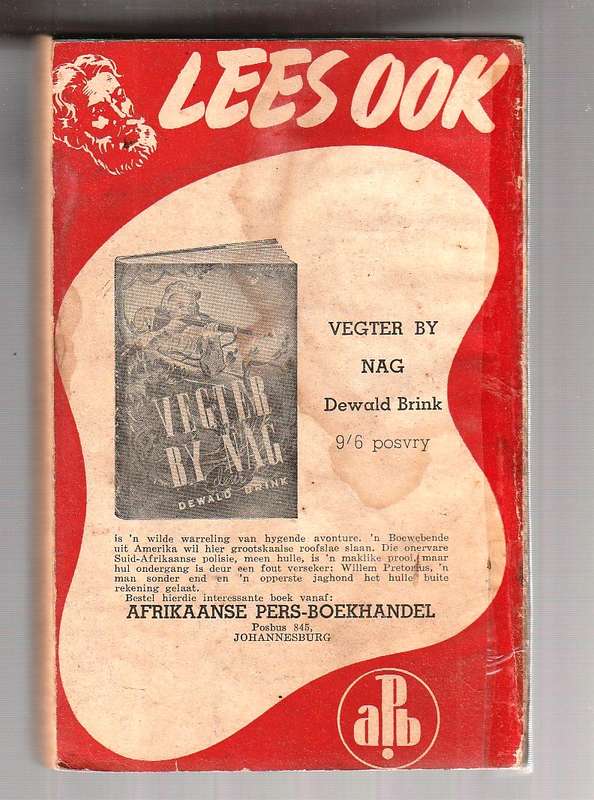 LEES OOK
VEGTER BY
NAG
Dewald Brink
9/6 posvry
VEGTER
BY NAG
deur
DEWALD BRINK
is 'n wilde warreling van hygende avonture. 'n Boewebende
uit Amerika wil hier grootskaalse roofslae slaan. Die onervare
Suid-Afrikaanse polisie, meen hulle, is 'n maklike prooi, maar
hul ondergang is deur een fout verseker: Willem Pretorius, 'n
man sonder end en 'n opperste jaghond het hulle buite
rekening gelaat.
Bestel hierdie interessante boek vanaf:
AFRIKAANSE PERS-BOEKHANDEL
Posbus 845,
JOHANNESBURG
aPb